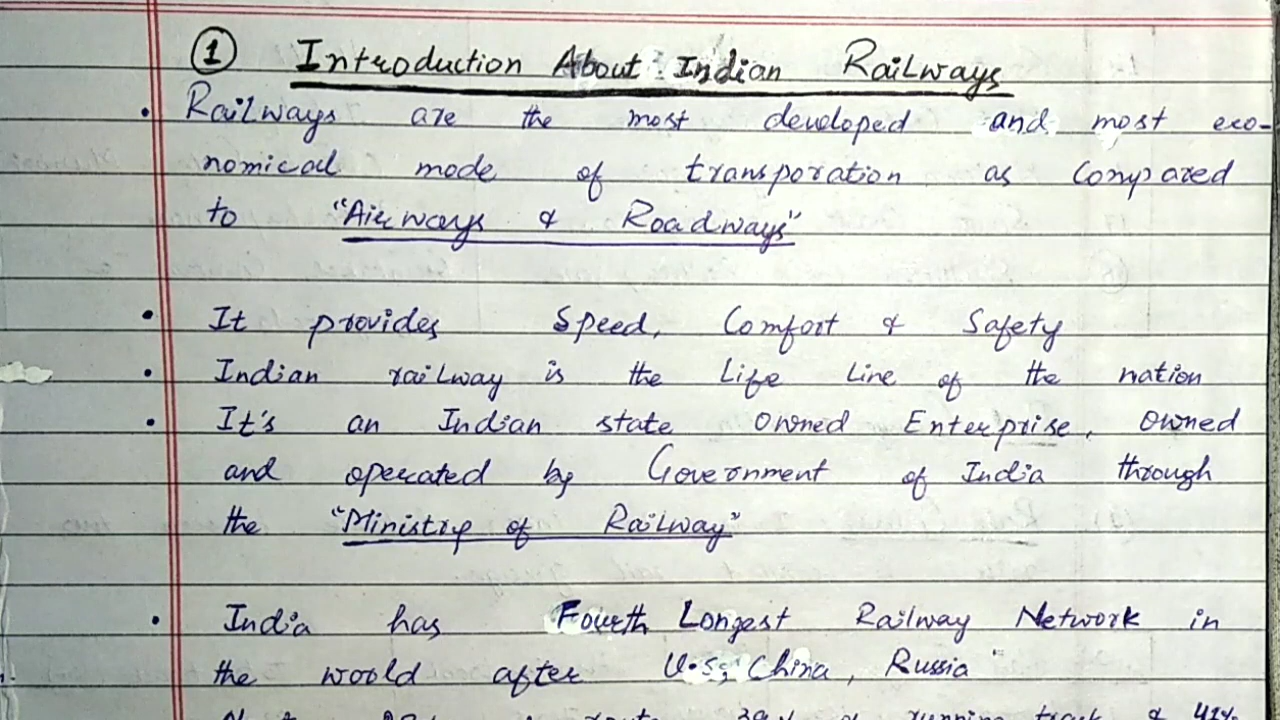 ① Introduction About Indian Railways
• Railways are the most developed and most eco-
nomical mode of transporation as Compared
to "Airways & Roadways"
• It provides Speed, Comfort & Safety
• Indian railway is the Life Line of the nation
• It's an Indian state owned Enterprise, owned
and operated by Government of India through
the "Ministry of Railway"
• India has Fourth Longest Railway Network in
the world after U.S, China, Russia
running track & 41%